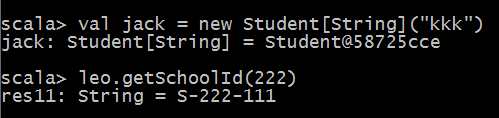 scala> val jack = new Student[String]("kkk")
jack: Student[String] = Student@58725cce
scala> leo.getSchoolId(222)
res11: String = S-222-111